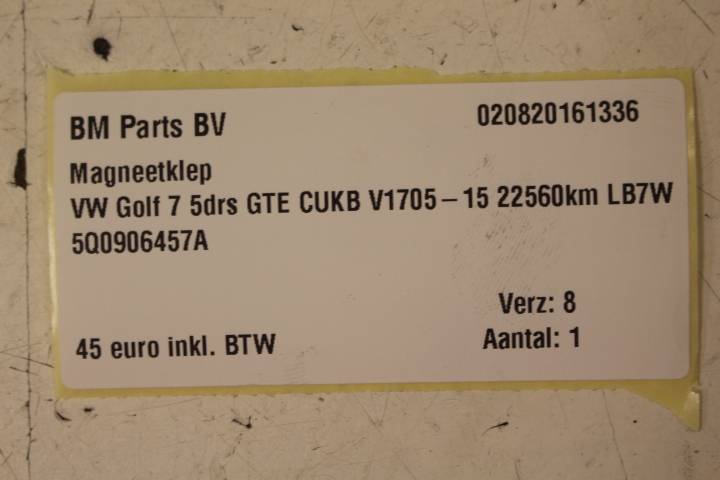 BM Parts BV 020820161336
Magneetklep
VW Golf 7 5drs GTE CUKB V1705-15 22560km LB7W
5Q0906457A
Verz: 8
45 euro inkl. BTW Aantal: 1